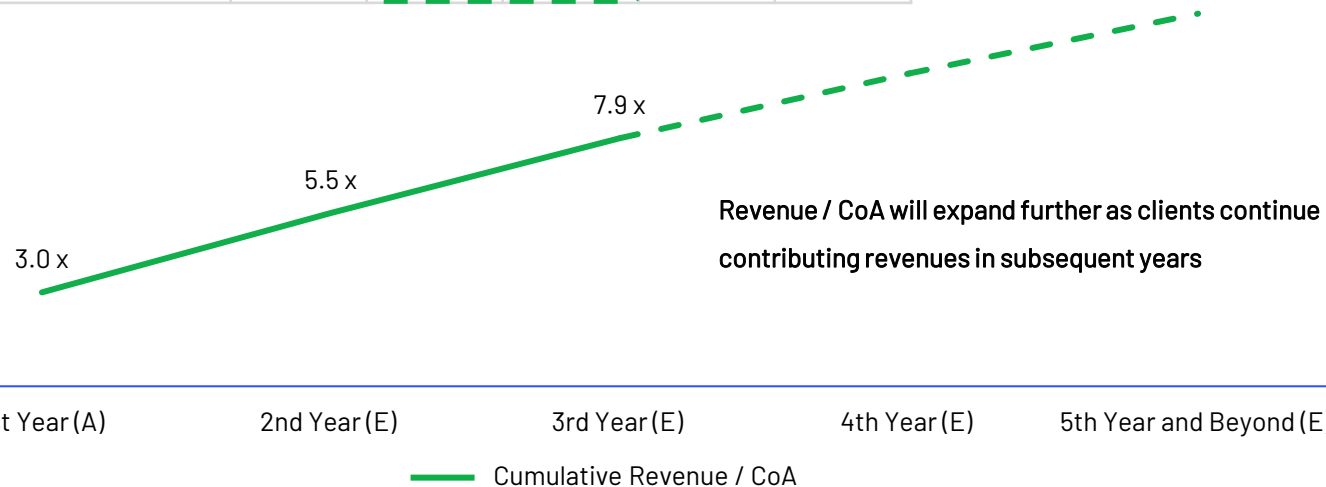 7.9 x
5.5 x
3.0 x
Revenue / CoA will expand further as clients continue
contributing revenues in subsequent years
t Year (A) 2nd Year (E) 3rd Year (E) 4th Year (E) 5th Year and Beyond (E
Cumulative Revenue / CoA